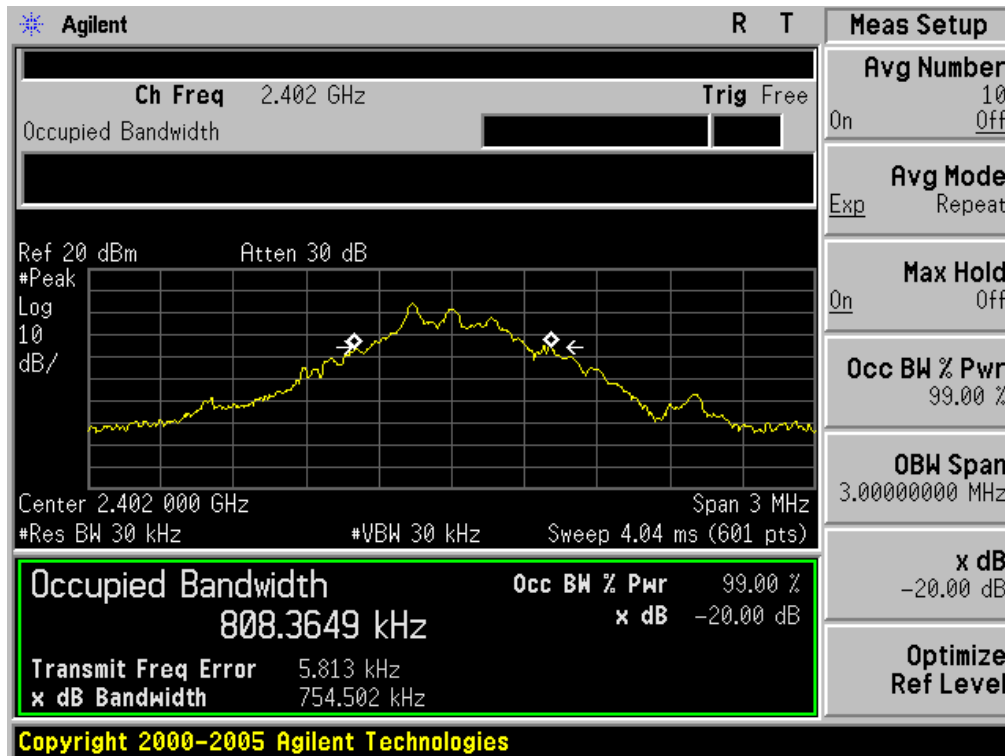 Agilent R T
Meas Setup
Ch Freq 2.402 GHz Trig Free
Occupied Bandwidth
Avg Number
10
On Off
Avg Mode
Exp Repeat
Max Hold
On Off
Occ BW % Pwr
99.00 %
OBW Span
3.00000000 MHz
x dB
-20.00 dB
Optimize
Ref Level
Ref 20 dBm Atten 30 dB
#Peak
Log
10
dB/
Center 2.402 000 GHz Span 3 MHz
#Res BW 30 kHz #VBW 30 kHz Sweep 4.04 ms (601 pts)
Occupied Bandwidth Occ BW % Pwr 99.00 %
808.3649 kHz x dB -20.00 dB
Transmit Freq Error 5.813 kHz
x dB Bandwidth 754.502 kHz
Copyright 2000-2005 Agilent Technologies